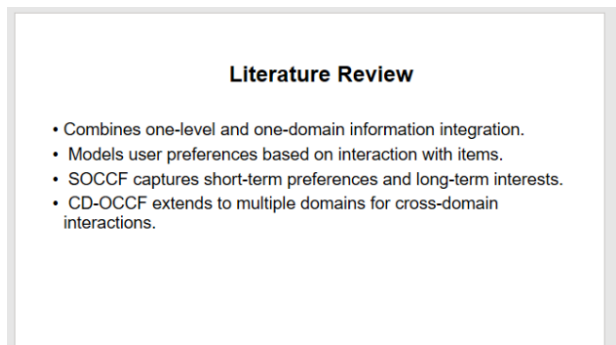 Literature Review
• Combines one-level and one-domain information integration.
• Models user preferences based on interaction with items.
• SOCCF captures short-term preferences and long-term interests.
• CD-OCCF extends to multiple domains for cross-domain
interactions.